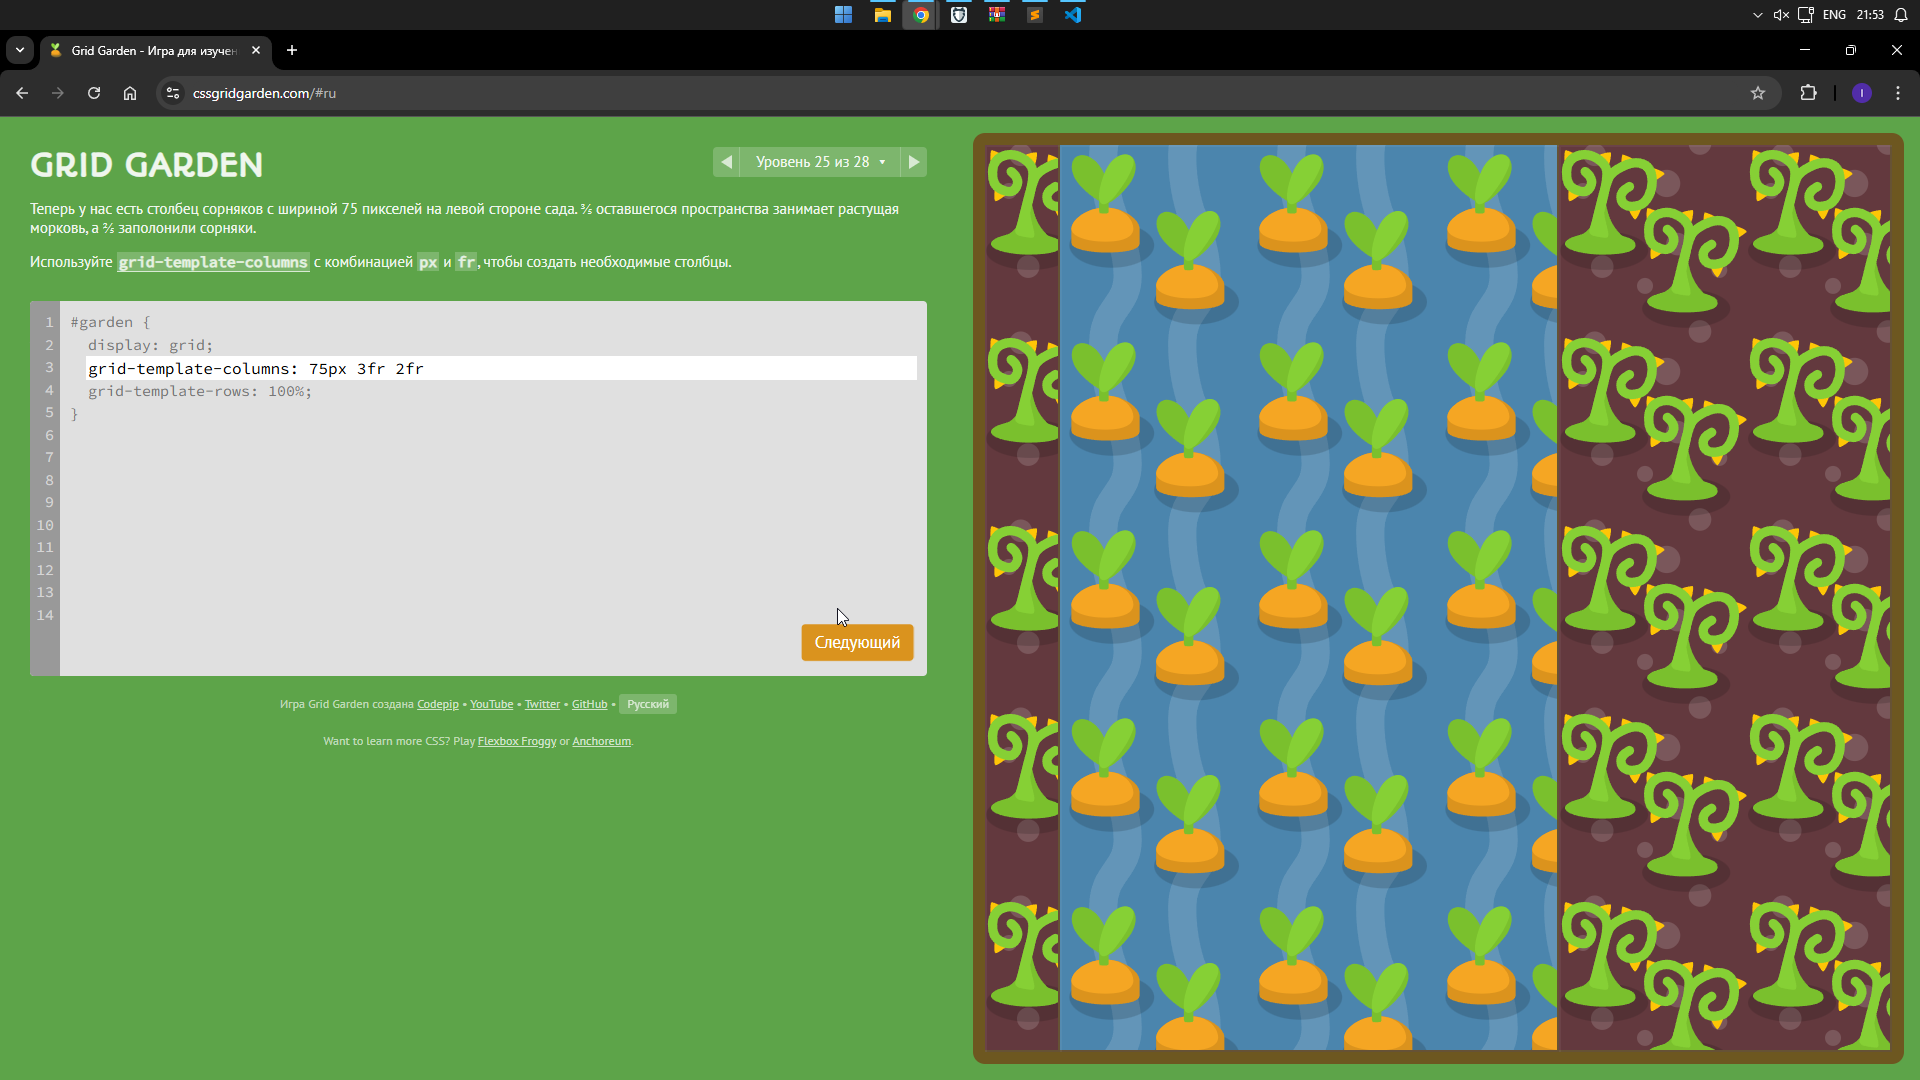 ENG
21:53
Grid Garden - Игра для изучен
cssgridgarden.com/#ru
I
GRID GARDEN
Уровень 25 из 28
Теперь у нас есть столбец сорняков с шириной 75 пикселей на левой стороне сада. ⅗ оставшегося пространства занимает растущая
морковь, а ⅖ заполонили сорняки.
Используйте grid-template-columns с комбинацией px и fr, чтобы создать необходимые столбцы.
1 #garden {
2 display: grid;
3 grid-template-columns: 75px 3fr 2fr
4 grid-template-rows: 100%;
5 }
6
7
8
9
10
11
12
13
14
Следующий
Игра Grid Garden создана Codepip • YouTube • Twitter • GitHub • Русский
Want to learn more CSS? Play Flexbox Froggy or Anchoreum.